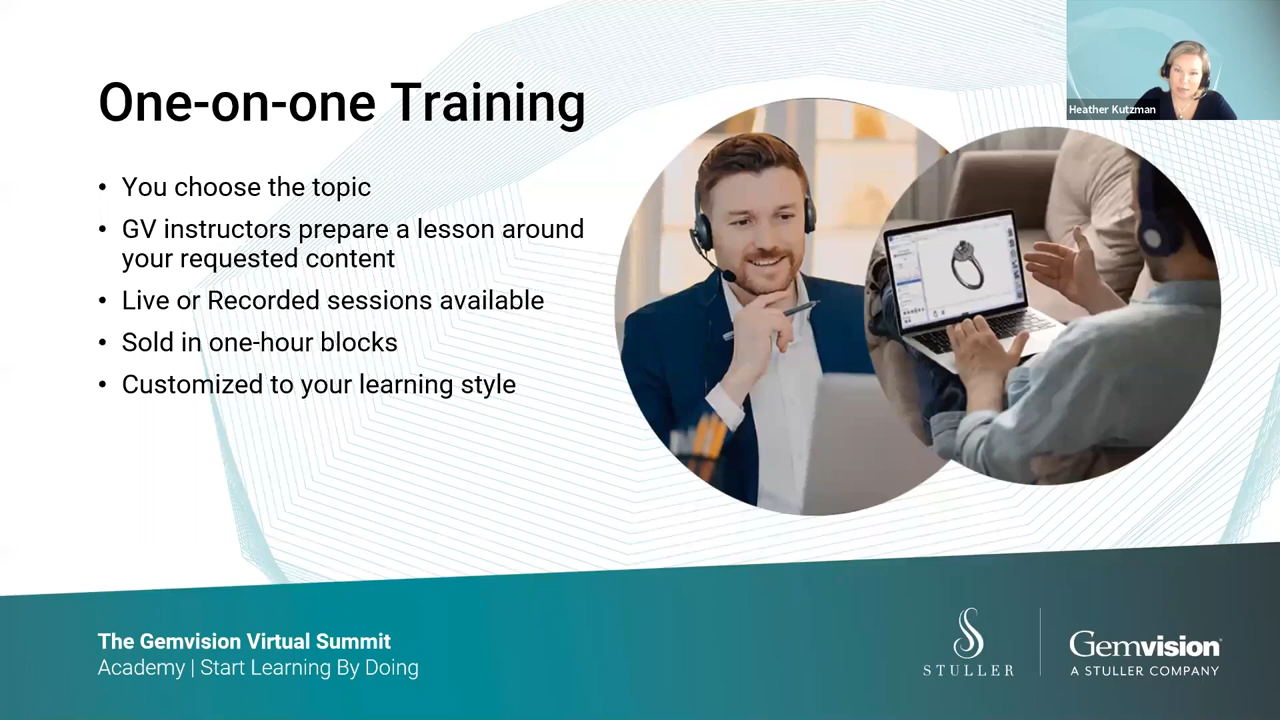 One-on-one Training
Heather Kutzman
• You choose the topic
• GV instructors prepare a lesson around
your requested content
• Live or Recorded sessions available
• Sold in one-hour blocks
• Customized to your learning style
The Gemvision Virtual Summit
Academy | Start Learning By Doing
STULLER
Gemvision®
A STULLER COMPANY